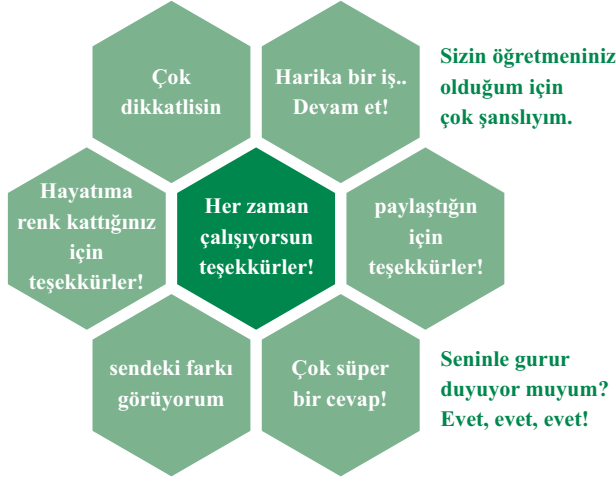 Çok
dikkatlisin
Harika bir iş..
Devam et!
Sizin öğretmeniniz
olduğum için
çok şanslıyım.
Hayatıma
renk kattığınız
için
teşekkürler!
Her zaman
çalışıyorsun
teşekkürler!
paylaştığın
için
teşekkürler!
sendeki farkı
görüyorum
Çok süper
bir cevap!
Seninle gurur
duyuyor muyum?
Evet, evet, evet!